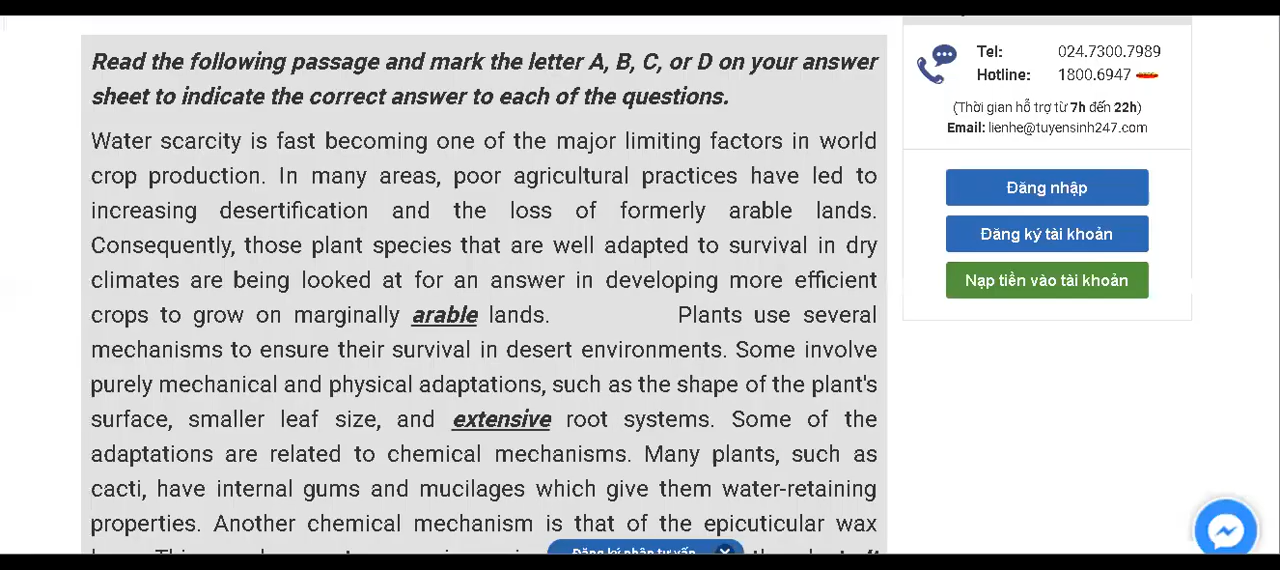 Read the following passage and mark the letter A, B, C, or D on your answer
sheet to indicate the correct answer to each of the questions.
Water scarcity is fast becoming one of the major limiting factors in world
crop production. In many areas, poor agricultural practices have led to
increasing desertification and the loss of formerly arable lands.
Consequently, those plant species that are well adapted to survival in dry
climates are being looked at for an answer in developing more efficient
crops to grow on marginally arable lands. Plants use several
mechanisms to ensure their survival in desert environments. Some involve
purely mechanical and physical adaptations, such as the shape of the plant's
surface, smaller leaf size, and extensive root systems. Some of the
adaptations are related to chemical mechanisms. Many plants, such as
cacti, have internal gums and mucilages which give them water-retaining
properties. Another chemical mechanism is that of the epicuticular wax
Đăng ký nhận tư vấn
Tel: 024.7300.7989
Hotline: 1800.6947
(Thời gian hỗ trợ từ 7h đến 22h)
Email: lienhe@tuyensinh247.com
Đăng nhập
Đăng ký tài khoản
Nạp tiền vào tài khoản